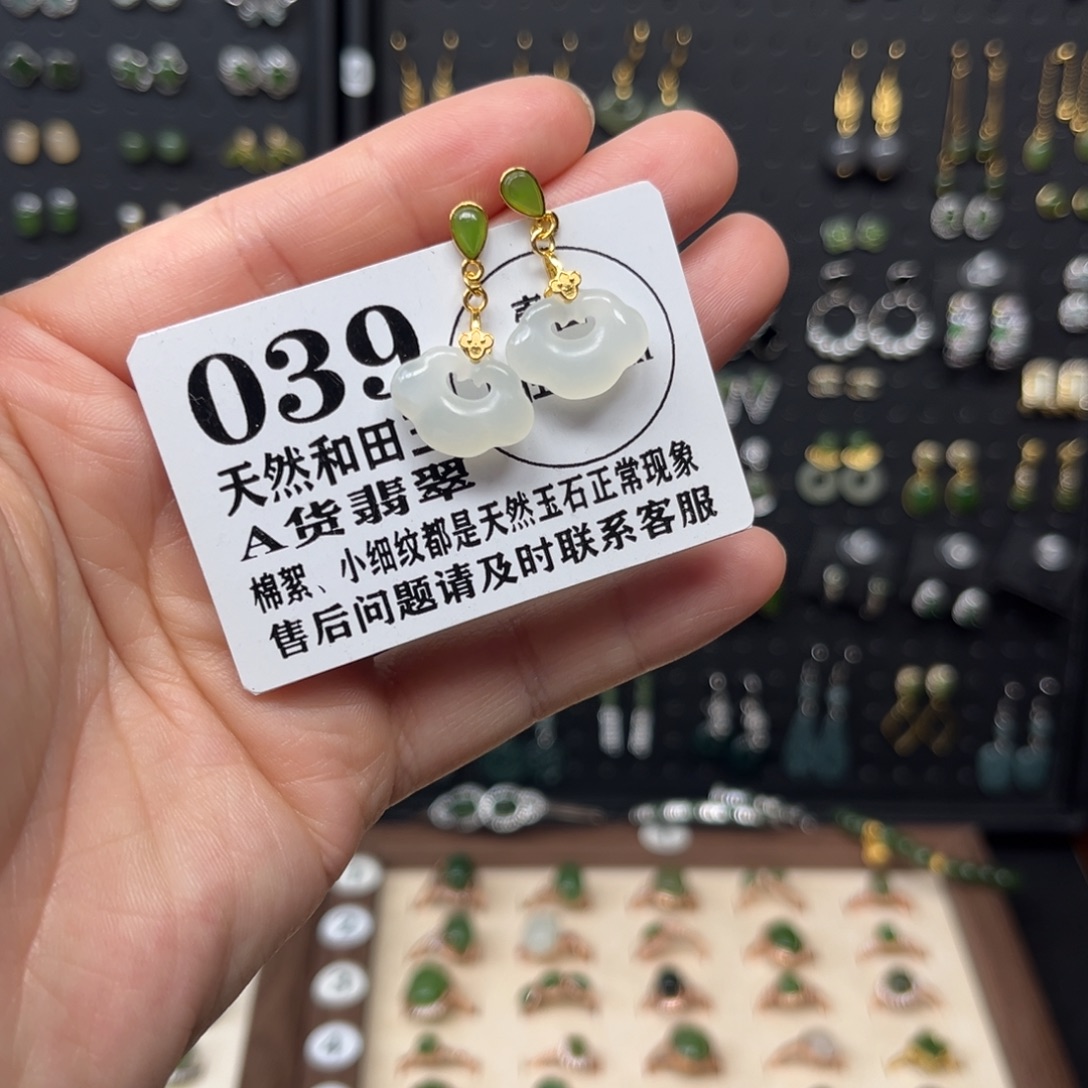 039
天然和田玉
A货翡翠
棉絮、小细纹都是天然玉石正常现象
售后问题请及时联系客服